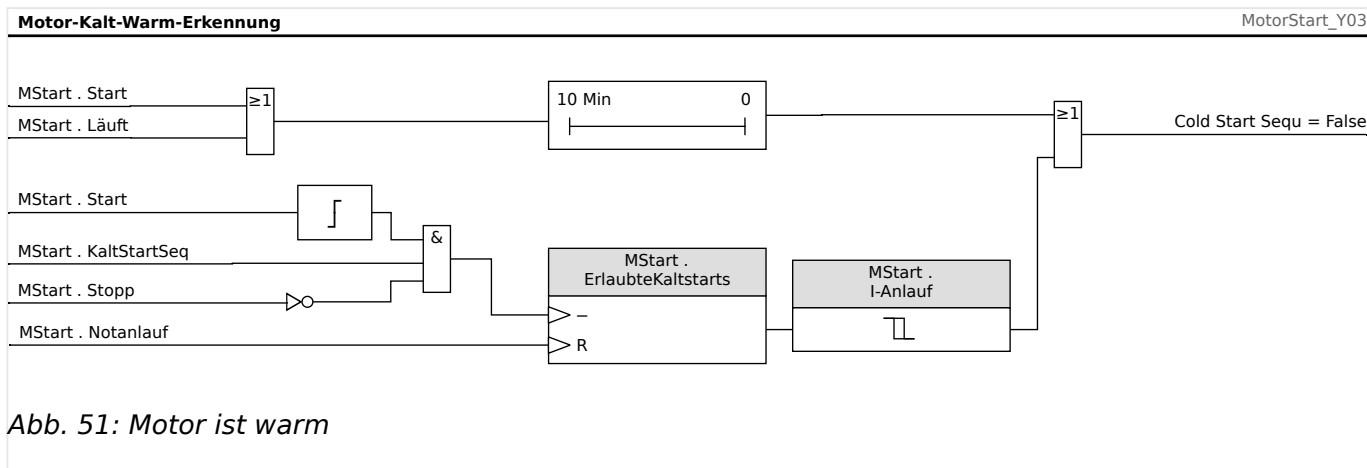 Motor-Kalt-Warm-Erkennung
MotorStart_Y03
MStart . Start
≥1
10 Min 0
≥1
MStart . Läuft
Cold Start Sequ = False
MStart . Start
&
MStart . KaltStartSeq
MStart .
ErlaubteKaltstarts
MStart .
I-Anlauf
MStart . Stopp
–
MStart . Notanlauf
R
Abb. 51: Motor ist warm